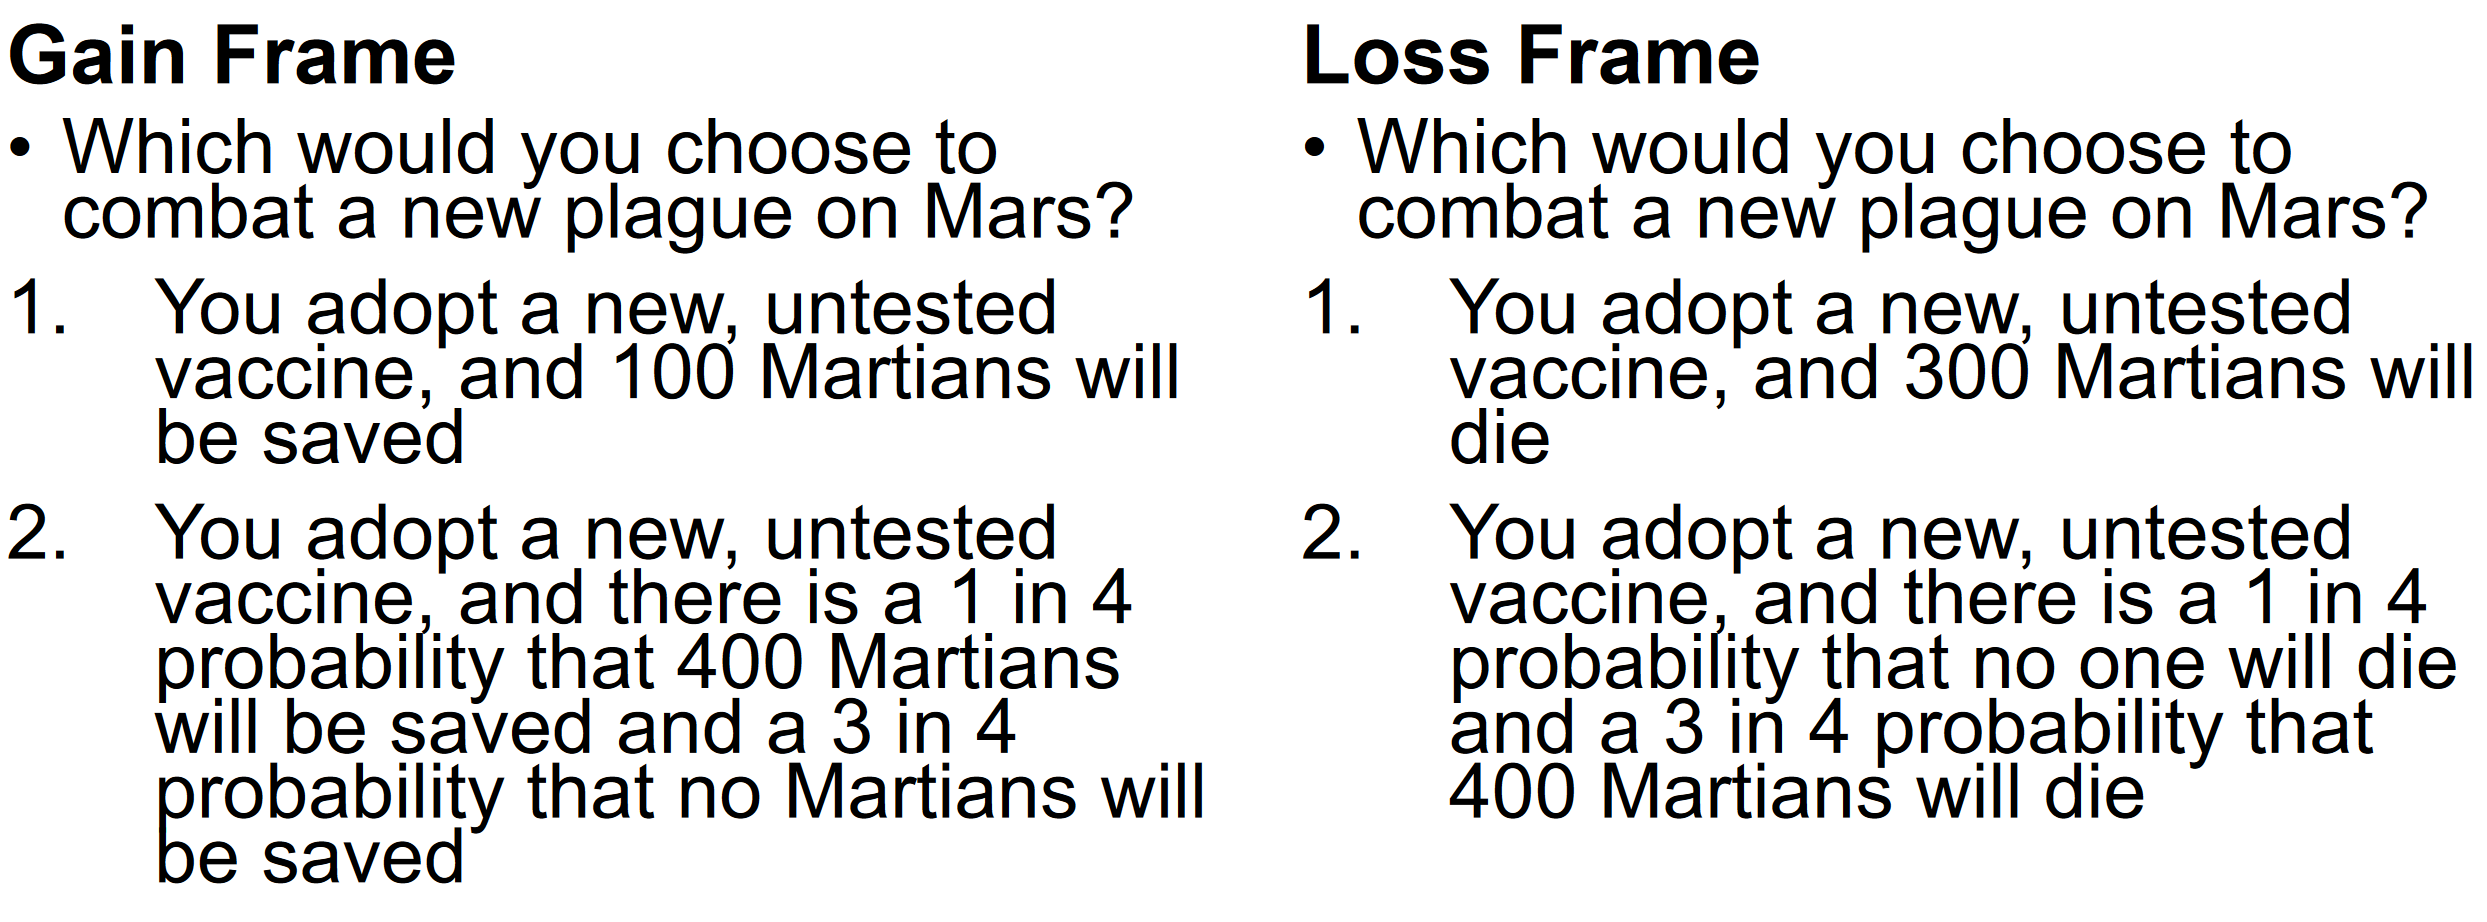 Gain Frame
• Which would you choose to
combat a new plague on Mars?
1. You adopt a new, untested
vaccine, and 100 Martians will
be saved
2. You adopt a new, untested
vaccine, and there is a 1 in 4
probability that 400 Martians
will be saved and a 3 in 4
probability that no Martians will
be saved
Loss Frame
• Which would you choose to
combat a new plague on Mars?
1. You adopt a new, untested
vaccine, and 300 Martians will
die
2. You adopt a new, untested
vaccine, and there is a 1 in 4
probability that no one will die
and a 3 in 4 probability that
400 Martians will die